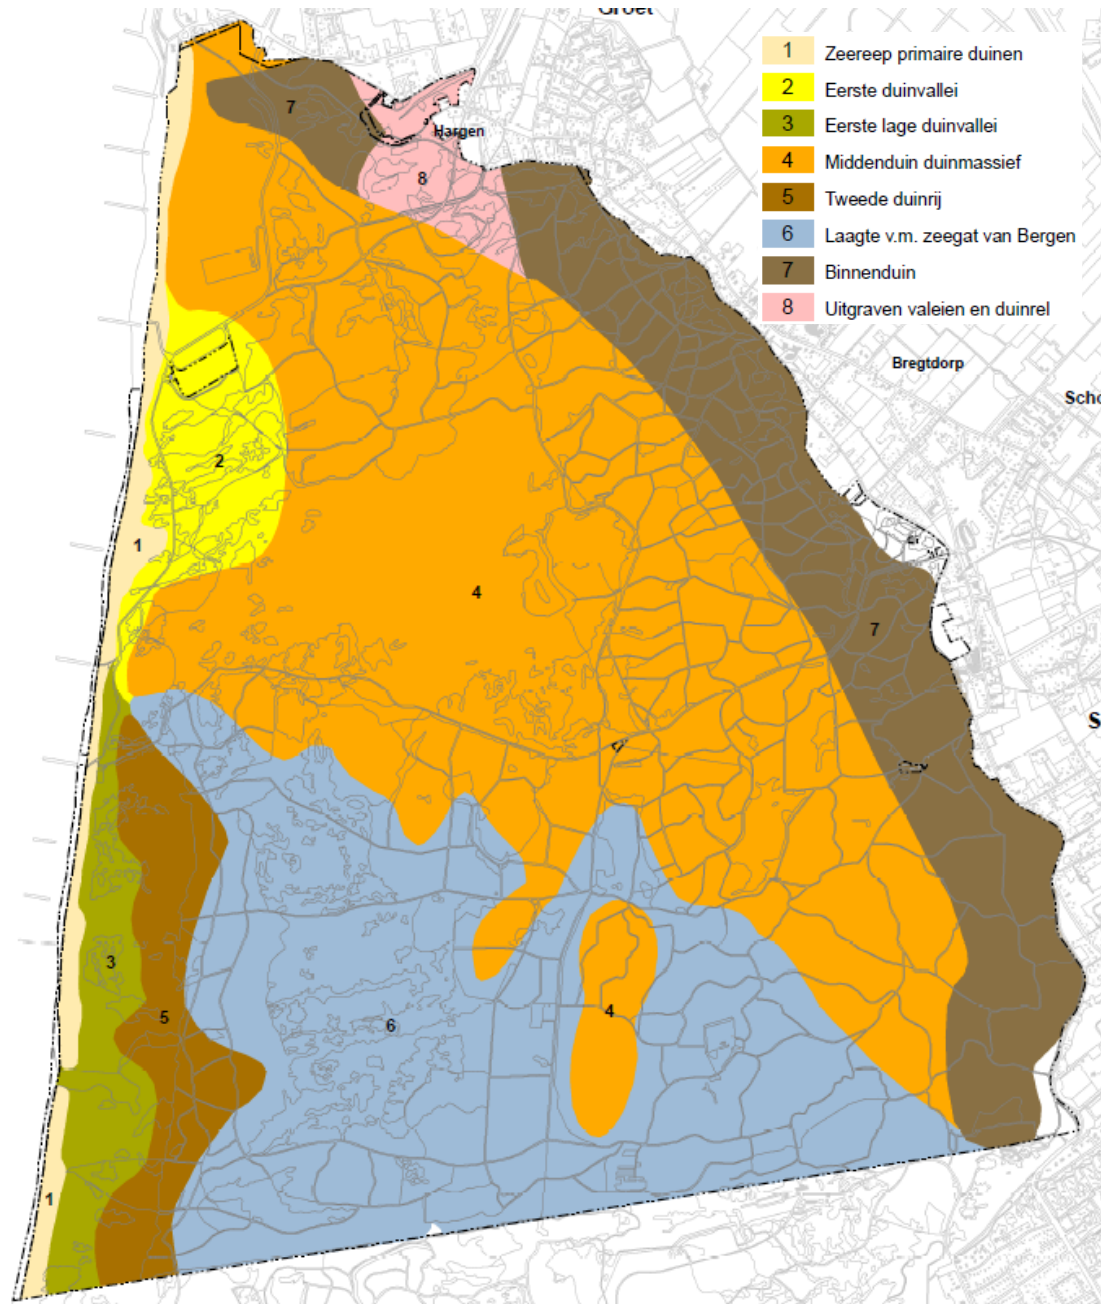 Groet
1 Zeereep primaire duinen
2 Eerste duinvallei
3 Eerste lage duinvallei
4 Middenduin duinmassief
5 Tweede duinrij
6 Laagte v.m. zeegat van Bergen
7 Binnenduin
8 Uitgraven valeien en duinrel
7
Hargen
8
Bregtdorp
Scho
2
1
4
7
S
3
5
4
6
1